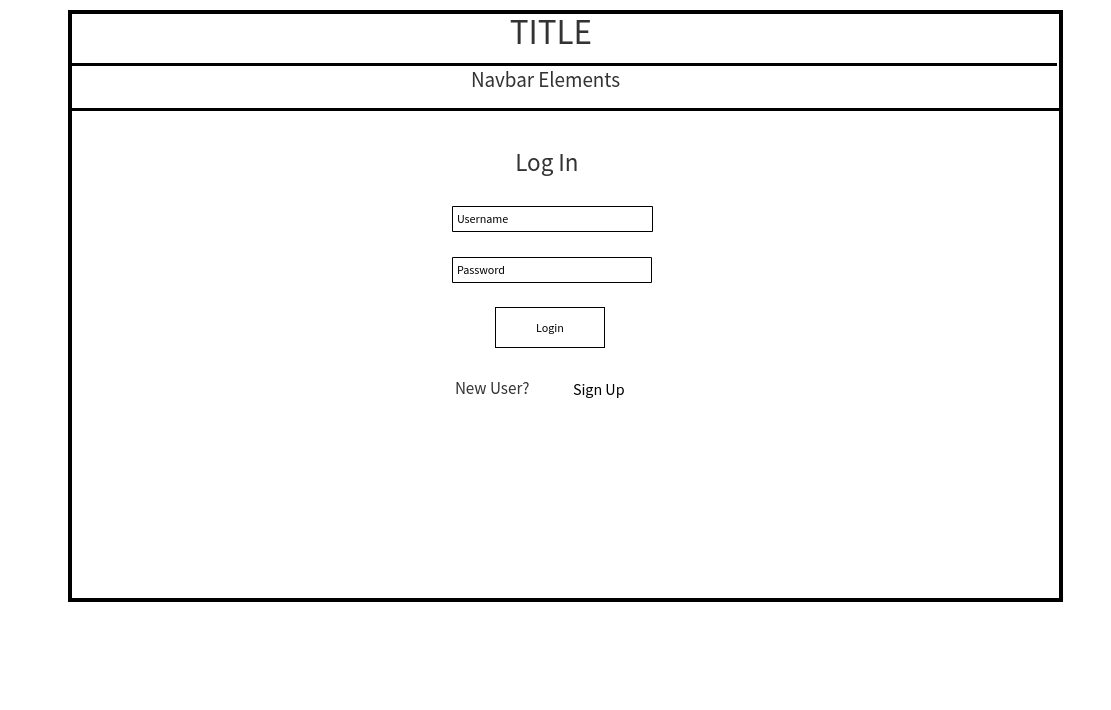 TITLE
Navbar Elements
Log In
Username
Password
Login
New User? Sign Up